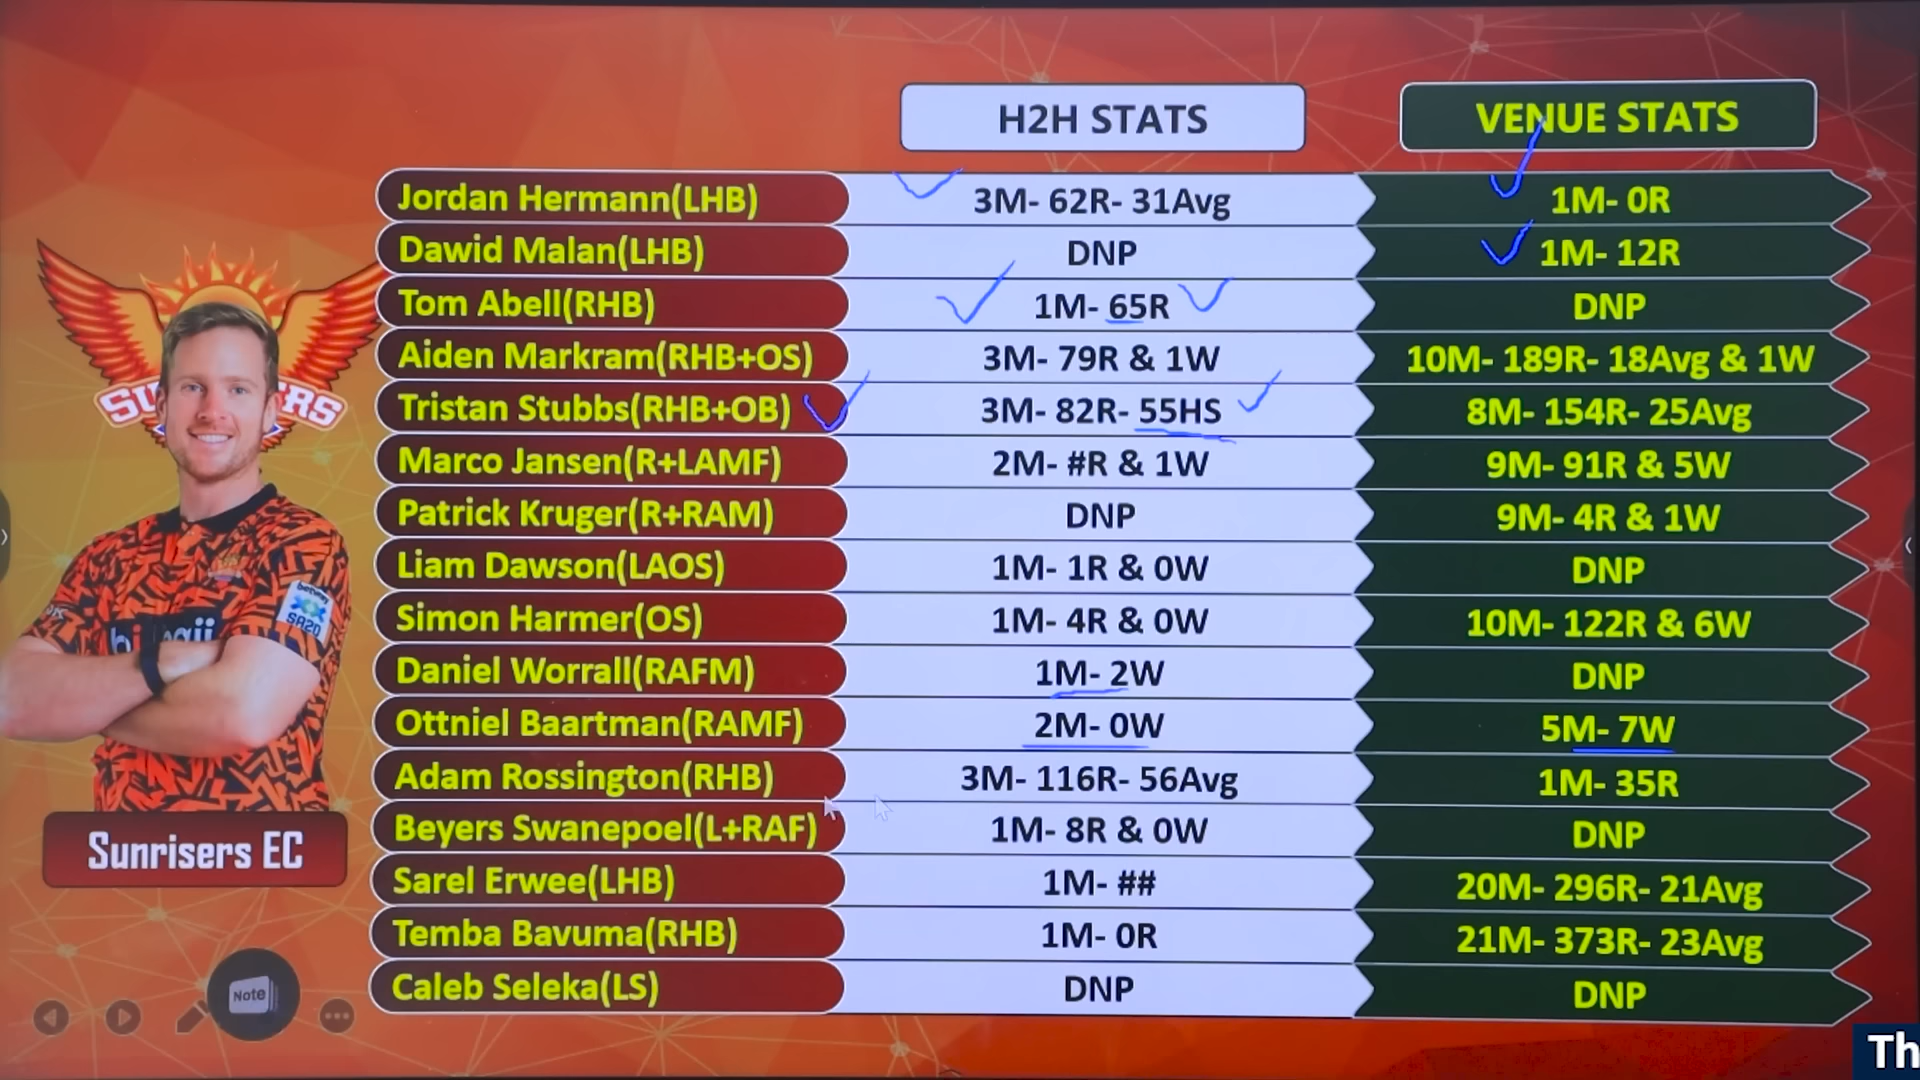 H2H STATS
VENUE STATS
Jordan Hermann(LHB) 3M- 62R- 31Avg 1M- 0R
Dawid Malan(LHB) DNP 1M- 12R
Tom Abell(RHB) 1M- 65R DNP
Aiden Markram(RHB+OS) 3M- 79R & 1W 10M- 189R- 18Avg & 1W
Tristan Stubbs(RHB+OB) 3M- 82R- 55HS 8M- 154R- 25Avg
Marco Jansen(R+LAMF) 2M- #R & 1W 9M- 91R & 5W
Patrick Kruger(R+RAM) DNP 9M- 4R & 1W
Liam Dawson(LAOS) 1M- 1R & 0W DNP
Simon Harmer(OS) 1M- 4R & 0W 10M- 122R & 6W
Daniel Worrall(RAFM) 1M- 2W DNP
Ottniel Baartman(RAMF) 2M- 0W 5M- 7W
Adam Rossington(RHB) 3M- 116R- 56Avg 1M- 35R
Beyers Swanepoel(L+RAF) 1M- 8R & 0W DNP
Sarel Erwee(LHB) 1M- ## 20M- 296R- 21Avg
Temba Bavuma(RHB) 1M- 0R 21M- 373R- 23Avg
Caleb Seleka(LS) DNP DNP
betway
SA20
Sunrisers EC
Note
Th